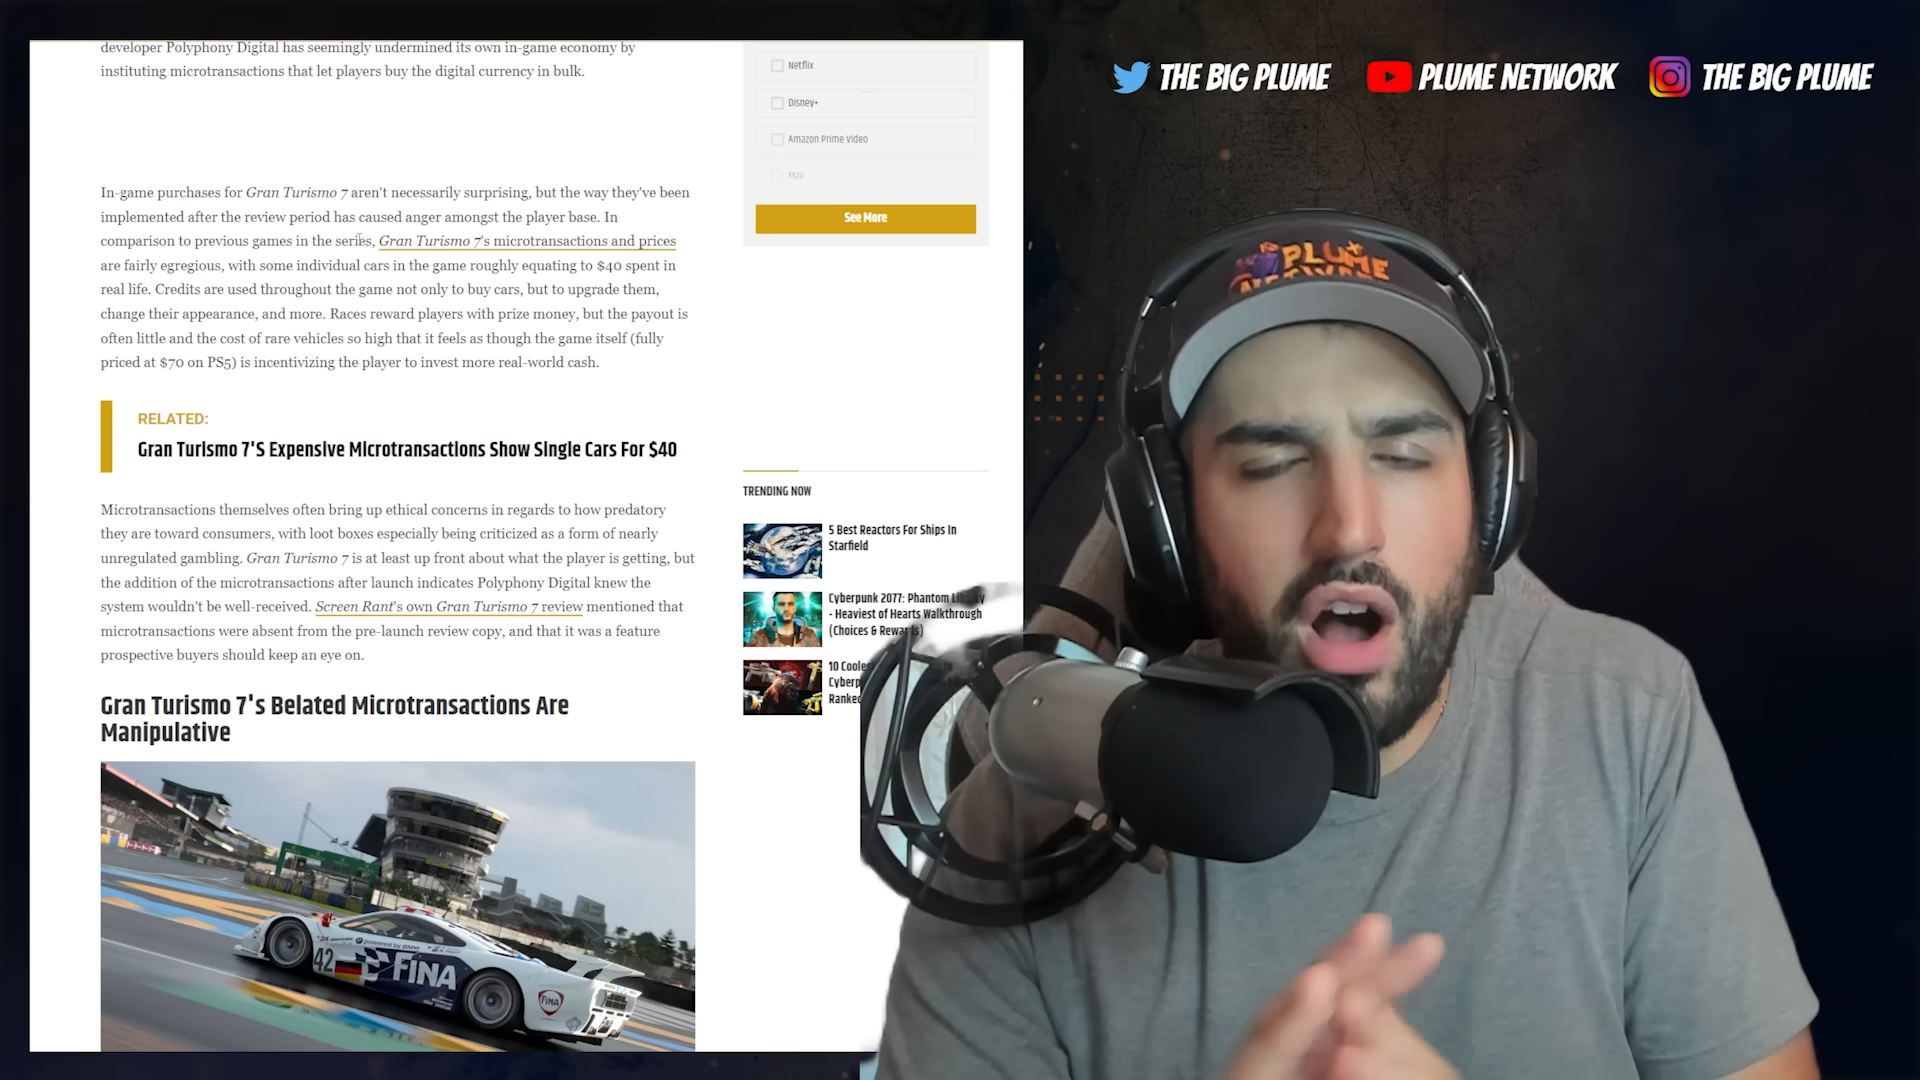 developer Polyphony Digital has seemingly undermined its own in-game economy by
instituting microtransactions that let players buy the digital currency in bulk.
In-game purchases for Gran Turismo 7 aren't necessarily surprising, but the way they've been
implemented after the review period has caused anger amongst the player base. In
comparison to previous games in the series, Gran Turismo 7's microtransactions and prices
are fairly egregious, with some individual cars in the game roughly equating to $40 spent in
real life. Credits are used throughout the game not only to buy cars, but to upgrade them,
change their appearance, and more. Races reward players with prize money, but the payout is
often little and the cost of rare vehicles so high that it feels as though the game itself (fully
priced at $70 on PS5) is incentivizing the player to invest more real-world cash.
RELATED:
Gran Turismo 7'S Expensive Microtransactions Show Single Cars For $40
Microtransactions themselves often bring up ethical concerns in regards to how predatory
they are toward consumers, with loot boxes especially being criticized as a form of nearly
unregulated gambling. Gran Turismo 7 is at least up front about what the player is getting, but
the addition of the microtransactions after launch indicates Polyphony Digital knew the
system wouldn't be well-received. Screen Rant's own Gran Turismo 7 review mentioned that
microtransactions were absent from the pre-launch review copy, and that it was a feature
prospective buyers should keep an eye on.
Gran Turismo 7's Belated Microtransactions Are
Manipulative
powered by BMW
42
FINA
FINA
Netflix
Disney+
Amazon Prime Video
Max
See More
TRENDING NOW
5 Best Reactors For Ships In
Starfield
Cyberpunk 2077: Phantom Liberty
- Heaviest of Hearts Walkthrough
(Choices & Rewards)
10 Cooles
Cyberp
Ranked
THE BIG PLUME
PLUME NETWORK
THE BIG PLUME
PLUME
NETWORK